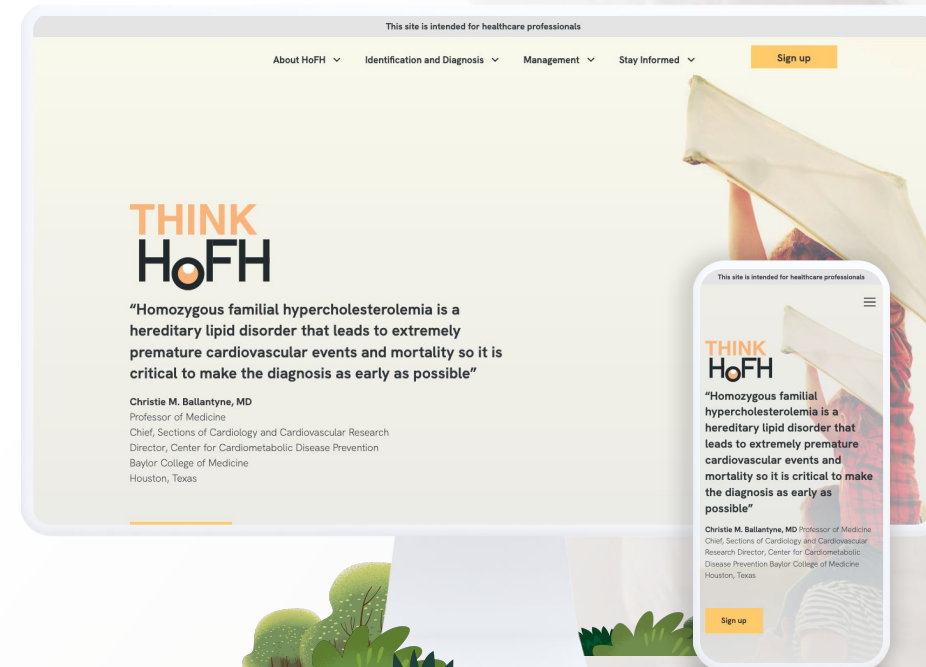 This site is intended for healthcare professionals
About HoFH Identification and Diagnosis Management Stay Informed Sign up
THINK
HoFH
“Homozygous familial hypercholesterolemia is a
hereditary lipid disorder that leads to extremely
premature cardiovascular events and mortality so it is
critical to make the diagnosis as early as possible”
Christie M. Ballantyne, MD
Professor of Medicine
Chief, Sections of Cardiology and Cardiovascular Research
Director, Center for Cardiometabolic Disease Prevention
Baylor College of Medicine
Houston, Texas
This site is intended for healthcare professionals
THINK
HoFH
“Homozygous familial
hypercholesterolemia is a
hereditary lipid disorder that
leads to extremely premature
cardiovascular events and
mortality so it is critical to make
the diagnosis as early as
possible”
Christie M. Ballantyne, MD Professor of Medicine
Chief, Sections of Cardiology and Cardiovascular
Research Director, Center for Cardiometabolic
Disease Prevention Baylor College of Medicine
Houston, Texas
Sign up